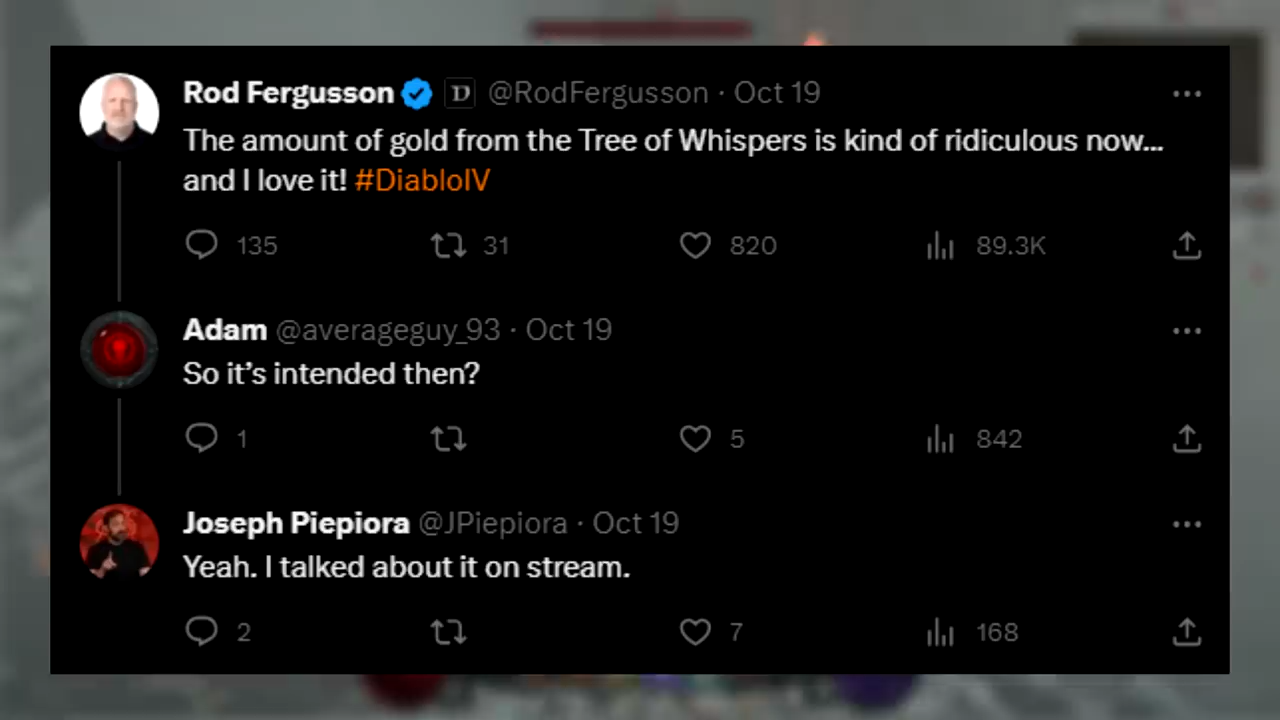 Rod Fergusson D @RodFergusson · Oct 19
The amount of gold from the Tree of Whispers is kind of ridiculous now...
and I love it! #DiabloIV
135 31 820 89.3K
Adam @averageguy_93 · Oct 19
So it’s intended then?
1 5 842
Joseph Piepiora @JPiepiora · Oct 19
Yeah. I talked about it on stream.
2 7 168